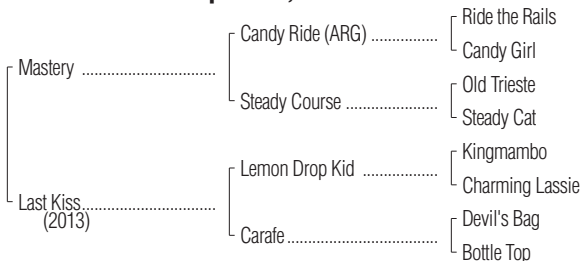 Ride the Rails
Candy Ride (ARG) ................
Candy Girl
Mastery ................................
Old Trieste
Steady Course ......................
Steady Cat
Kingmambo
Lemon Drop Kid ..................
Charming Lassie
Last Kiss................................
(2013)
Devil's Bag
Carafe ....................................
Bottle Top